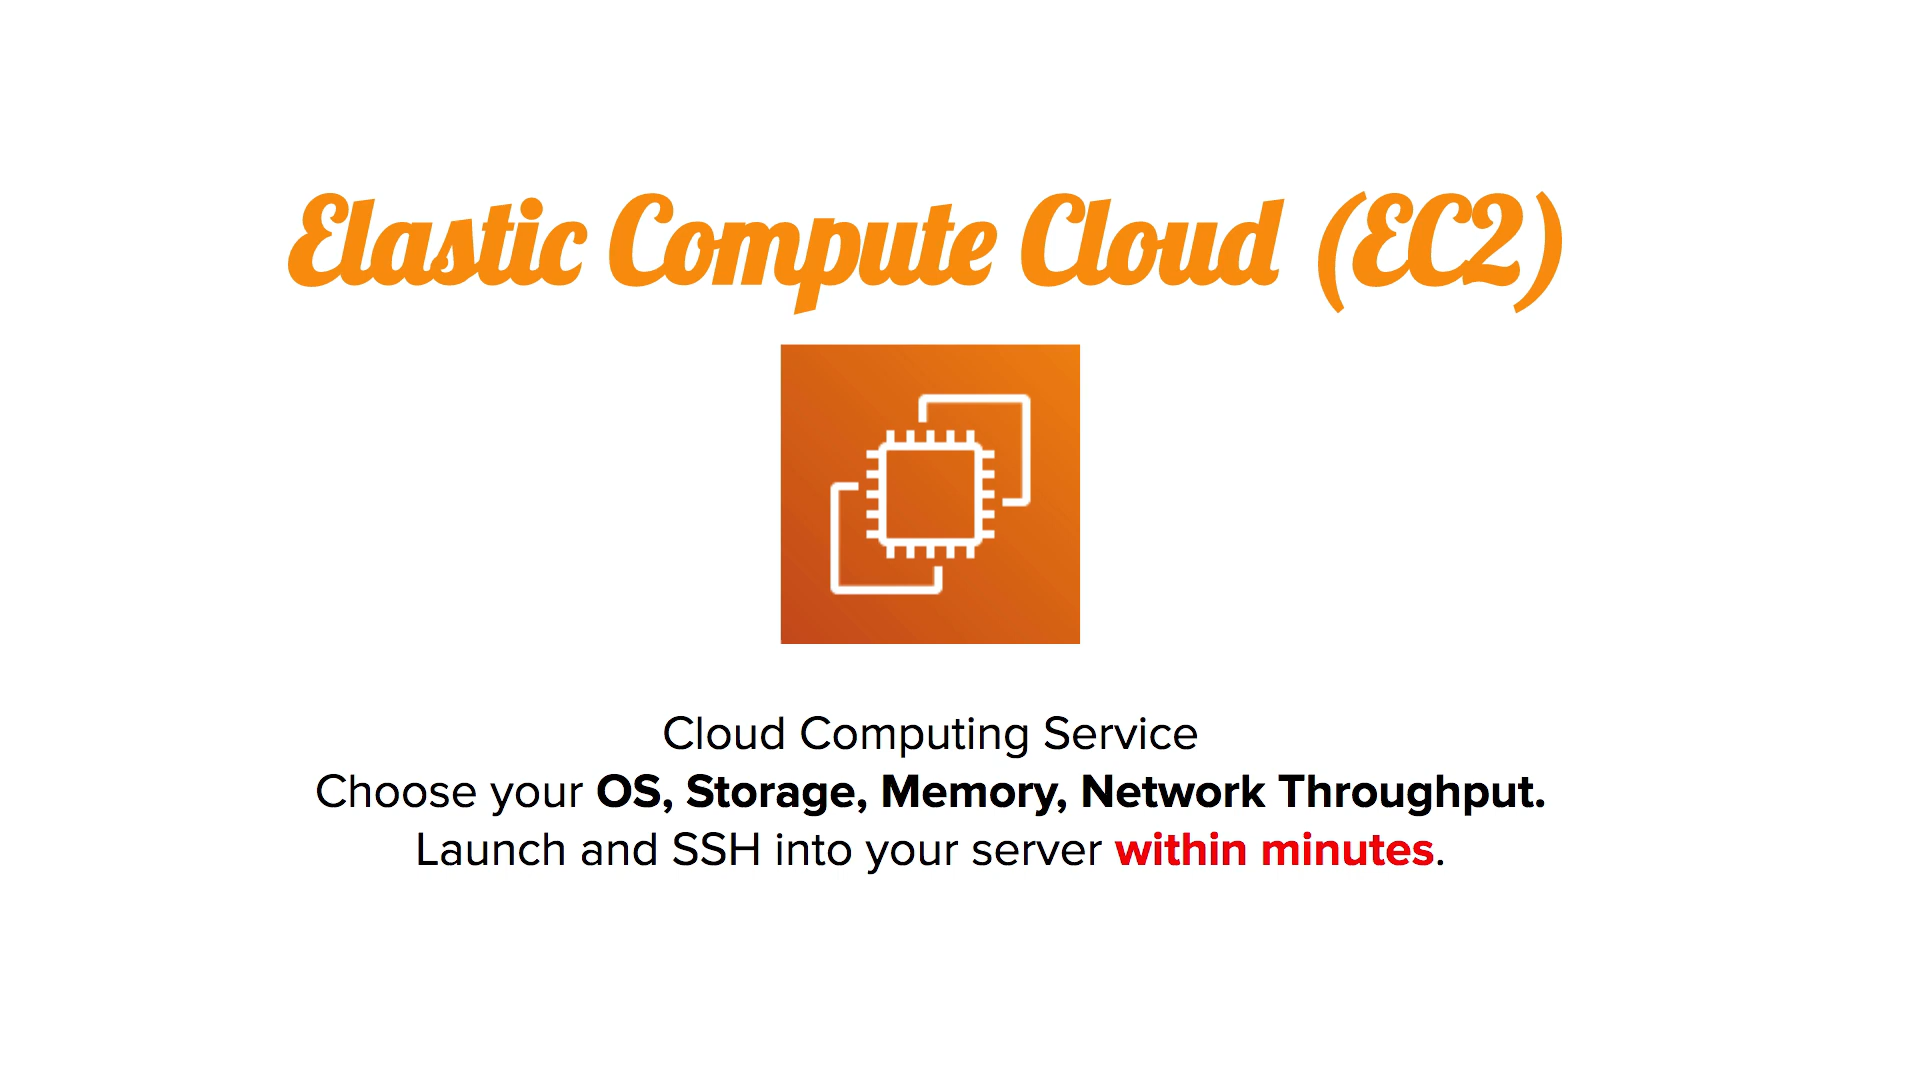 Elastic Compute Cloud (EC2)
Cloud Computing Service
Choose your OS, Storage, Memory, Network Throughput.
Launch and SSH into your server within minutes.